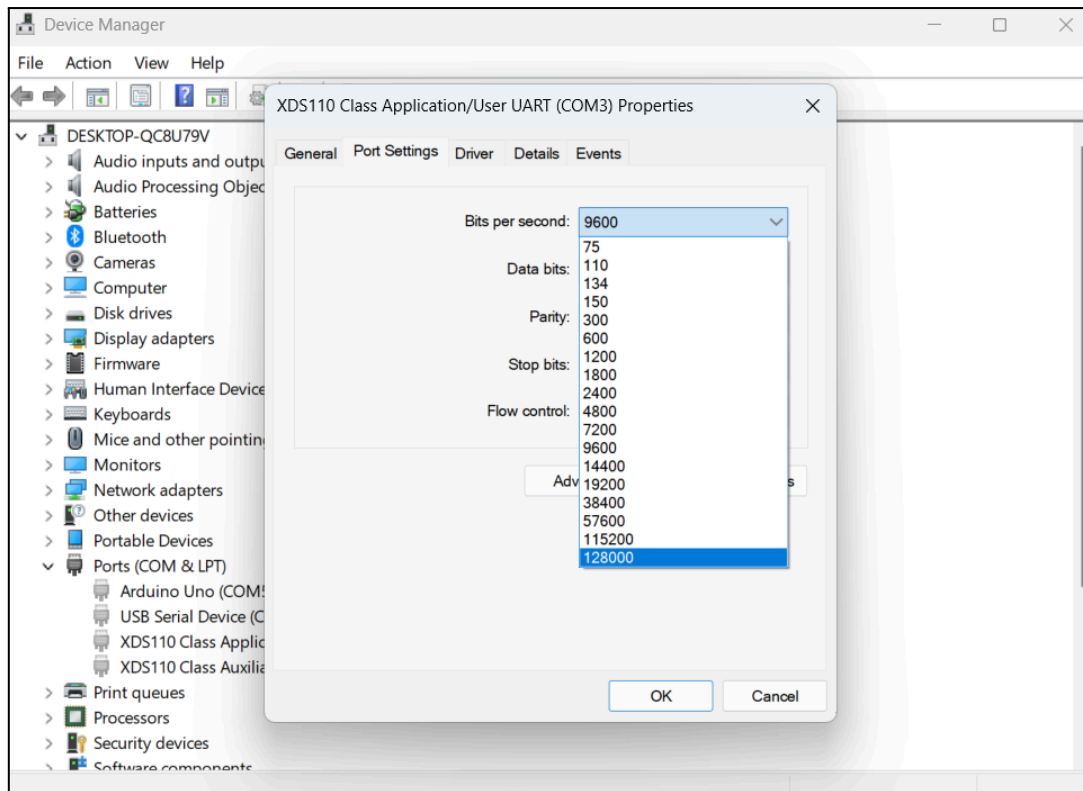 Device Manager
File Action View Help
DESKTOP-QC8U79V
Audio inputs and outpu
Audio Processing Objec
Batteries
Bluetooth
Cameras
Computer
Disk drives
Display adapters
Firmware
Human Interface Device
Keyboards
Mice and other pointin
Monitors
Network adapters
Other devices
Portable Devices
Ports (COM & LPT)
Arduino Uno (COM5
USB Serial Device (C
XDS110 Class Applic
XDS110 Class Auxilia
Print queues
Processors
Security devices
Software components
XDS110 Class Application/User UART (COM3) Properties
General Port Settings Driver Details Events
Bits per second: 9600
Data bits:
Parity:
Stop bits:
Flow control:
75
110
134
150
300
600
1200
1800
2400
4800
7200
9600
14400
19200
38400
57600
115200
128000
Adv
s
OK Cancel